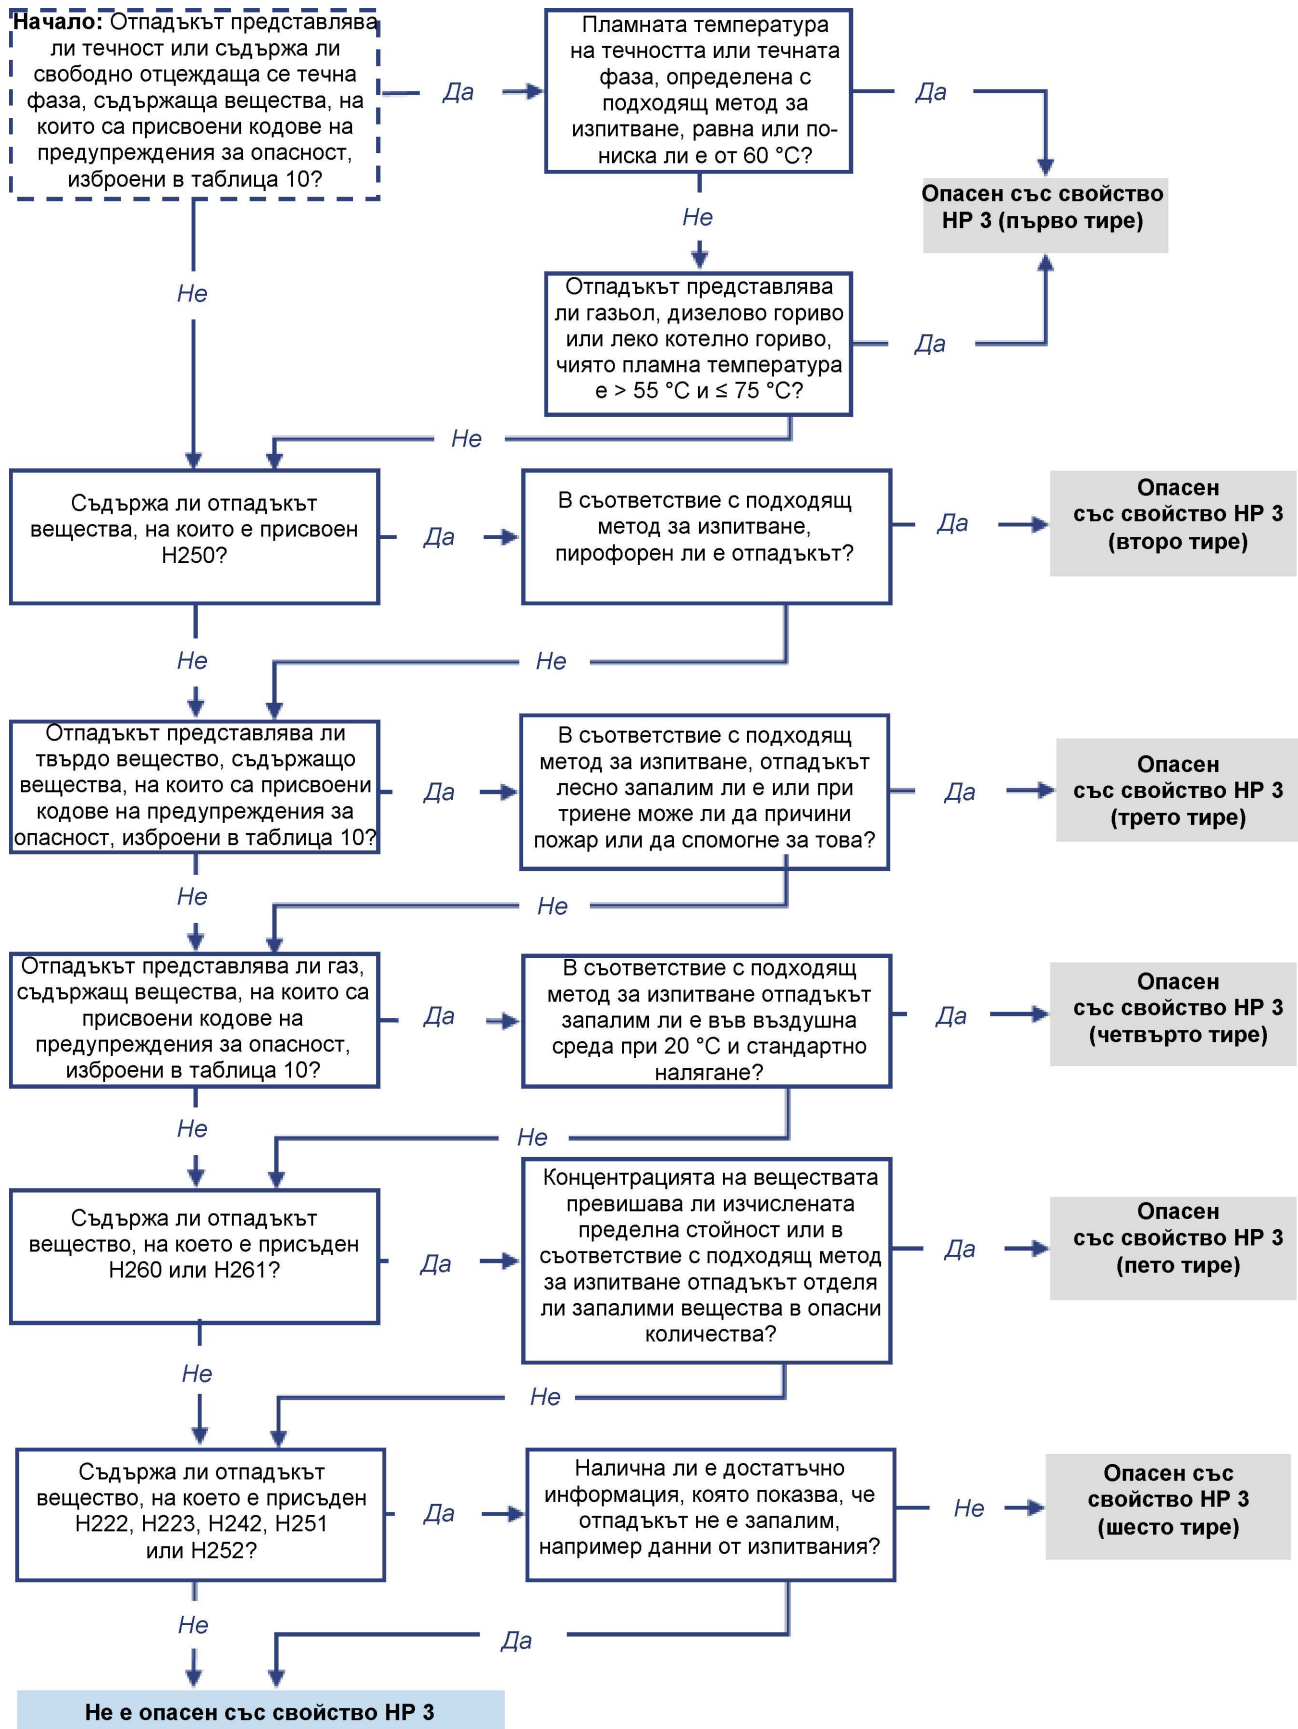 Начало: Отпадъкът представлява
ли течност или съдържа ли
свободно отцеждаща се течна
фаза, съдържаща вещества, на
които са присвоени кодове на
предупреждения за опасност,
изброени в таблица 10?
Да
Пламната температура
на течността или течната
фаза, определена с
подходящ метод за
изпитване, равна или по-
ниска ли е от 60 °C?
Да
Опасен със свойство
HP 3 (първо тире)
Не
Не
Отпадъкът представлява
ли газьол, дизелово гориво
или леко котелно гориво,
чиято пламна температура
е > 55 °C и ≤ 75 °C?
Да
Не
Съдържа ли отпадъкът
вещества, на които е присвоен
H250?
Да
В съответствие с подходящ
метод за изпитване,
пирофорен ли е отпадъкът?
Да
Опасен
със свойство HP 3
(второ тире)
Не
Не
Отпадъкът представлява ли
твърдо вещество, съдържащо
вещества, на които са присвоени
кодове на предупреждения за
опасност, изброени в таблица 10?
Да
В съответствие с подходящ
метод за изпитване, отпадъкът
лесно запалим ли е или при
триене може ли да причини
пожар или да спомогне за това?
Да
Опасен
със свойство HP 3
(трето тире)
Не
Не
Отпадъкът представлява ли газ,
съдържащ вещества, на които са
присвоени кодове на
предупреждения за опасност,
изброени в таблица 10?
Да
В съответствие с подходящ
метод за изпитване отпадъкът
запалим ли е във въздушна
среда при 20 °C и стандартно
налягане?
Да
Опасен
със свойство HP 3
(четвърто тире)
Не
Не
Съдържа ли отпадъкът
вещество, на което е присъден
H260 или H261?
Да
Концентрацията на веществата
превишава ли изчислената
пределна стойност или в
съответствие с подходящ метод
за изпитване отпадъкът отделя
ли запалими вещества в опасни
количества?
Да
Опасен
със свойство HP 3
(пето тире)
Не
Не
Съдържа ли отпадъкът
вещество, на което е присъден
H222, H223, H242, H251
или H252?
Да
Налична ли е достатъчно
информация, която показва, че
отпадъкът не е запалим,
например данни от изпитвания?
Не
Опасен със
свойство HP 3
(шесто тире)
Не
Да
Не е опасен със свойство HP 3